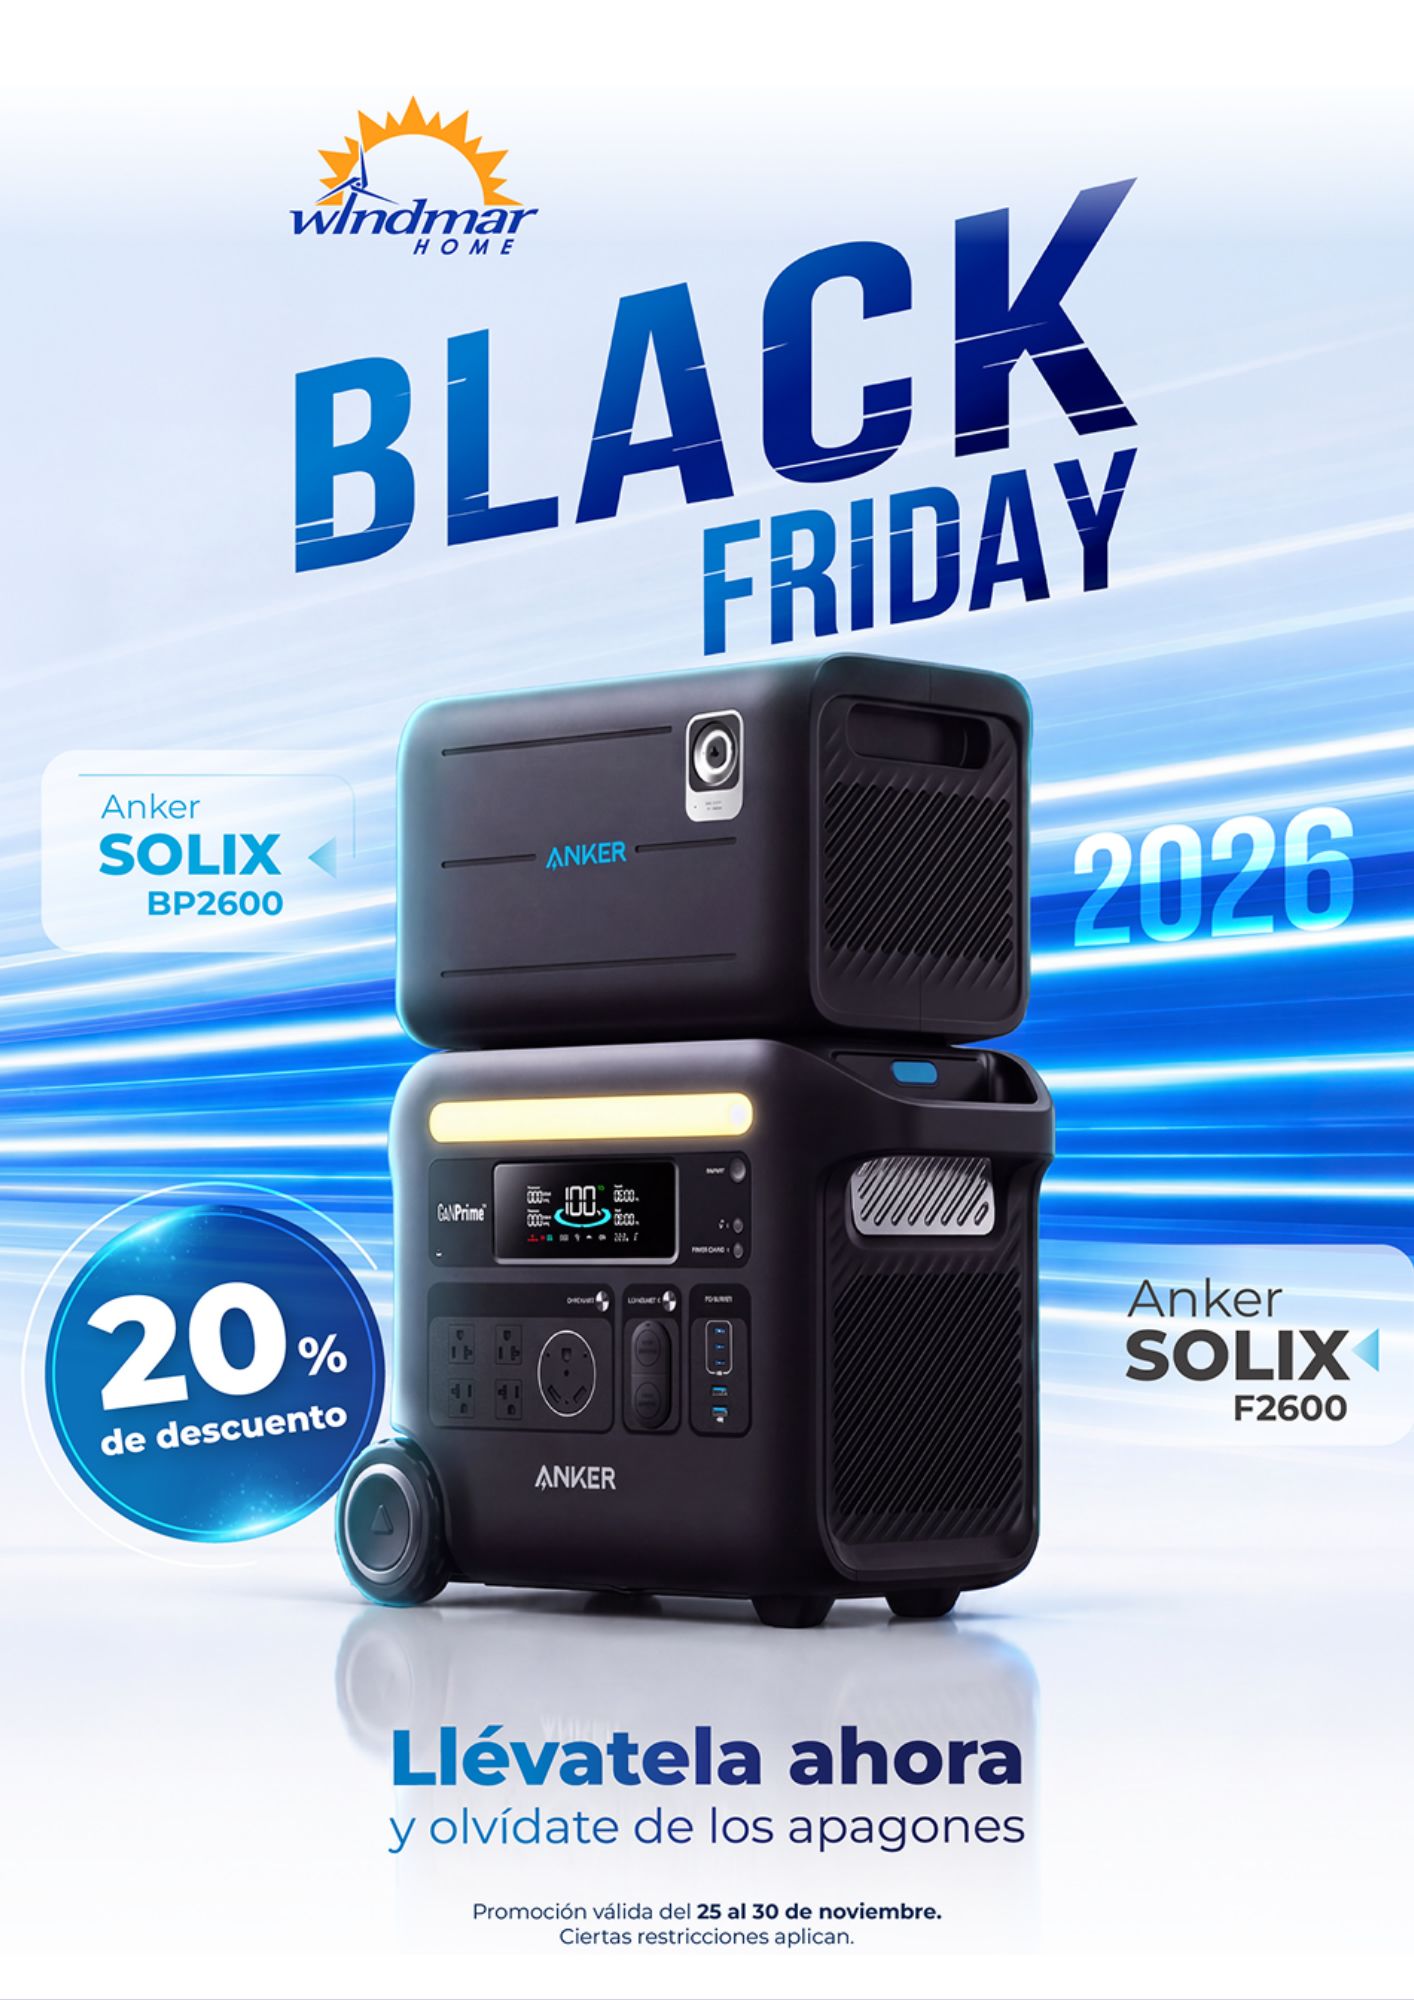 windmar
HOME
BLACK
FRIDAY
2026
Anker
SOLIX
BP2600
ANKER
GaNPrime
100
20%
de descuento
Anker
SOLIX
F2600
ANKER
Llévatela ahora
y olvídate de los apagones
Promoción válida del 25 al 30 de noviembre.
Ciertas restricciones aplican.